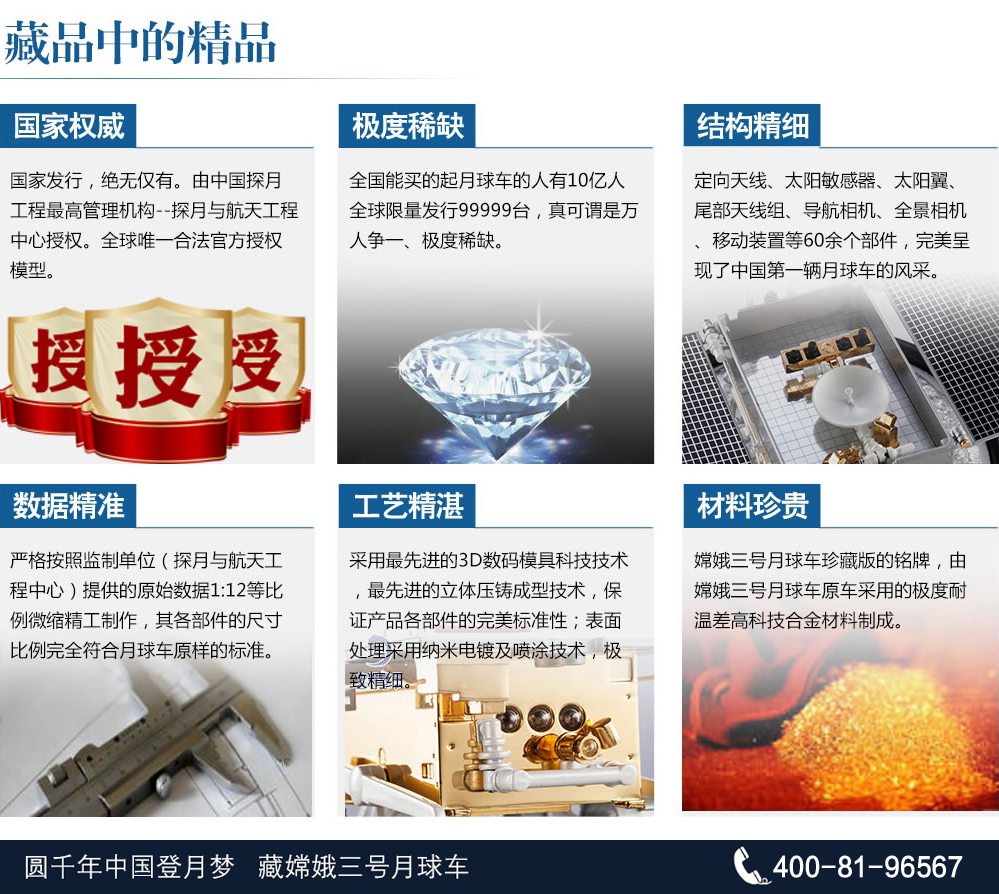 藏品中的精品
国家权威
国家发行，绝无仅有。由中国探月
工程最高管理机构--探月与航天工程
中心授权。全球唯一合法官方授权
模型。
授 授 授
极度稀缺
全国能买的起月球车的人有10亿人
全球限量发行99999台，真可谓是万
人争一、极度稀缺。
结构精细
定向天线、太阳敏感器、太阳翼、
尾部天线组、导航相机、全景相机
、移动装置等60余个部件，完美呈
现了中国第一辆月球车的风采。
数据精准
严格按照监制单位（探月与航天工
程中心）提供的原始数据1:12等比
例微缩精工制作，其各部件的尺寸
比例完全符合月球车原样的标准。
工艺精湛
采用最先进的3D数码模具科技技术
，最先进的立体压铸成型技术，保
证产品各部件的完美标准性；表面
处理采用纳米电镀及喷涂技术，极
致精细。
材料珍贵
嫦娥三号月球车珍藏版的铭牌，由
嫦娥三号月球车原车采用的极度耐
温差高科技合金材料制成。
圆千年中国登月梦 藏嫦娥三号月球车
400-81-96567